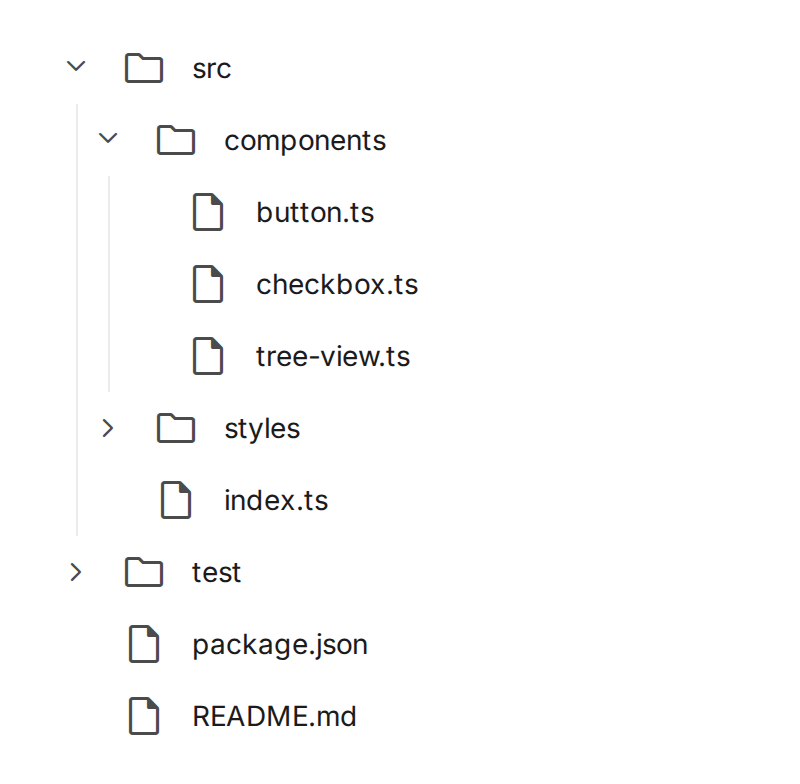 src
components
button.ts
checkbox.ts
tree-view.ts
styles
index.ts
test
package.json
README.md